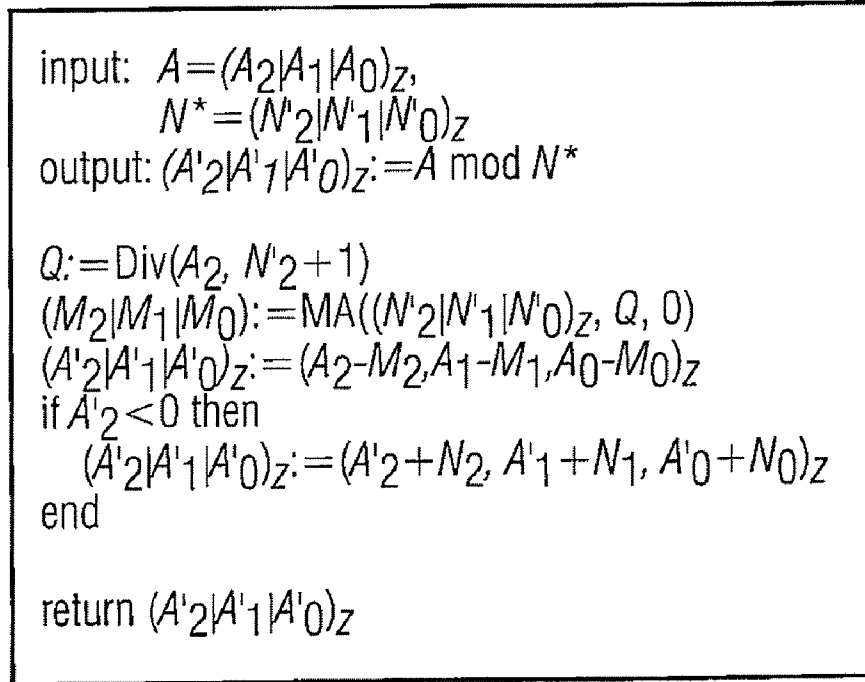 input: A=(A2|A1|A0)Z,
N*=(N'2|N'1|N'0)Z
output: (A'2|A'1|A'0)Z:=A mod N*
Q:=Div(A2, N'2+1)
(M2|M1|M0):=MA((N'2|N'1|N'0)Z, Q, 0)
(A'2|A'1|A'0)Z:=(A2-M2,A1-M1,A0-M0)Z
if A'2<0 then
(A'2|A'1|A'0)Z:=(A'2+N2, A'1+N1, A'0+N0)Z
end
return (A'2|A'1|A'0)Z